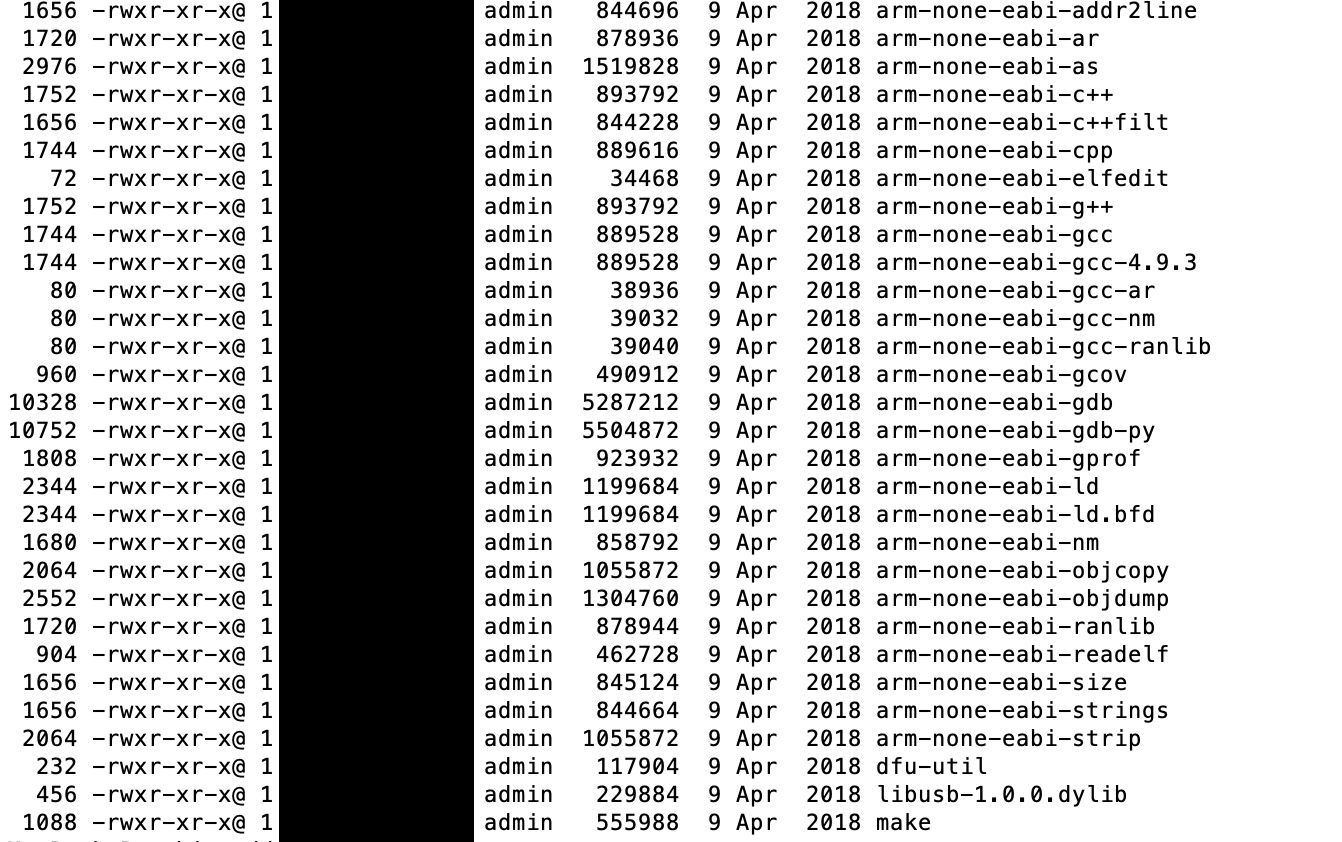 1656 -rwxr-xr-x@ 1 admin 844696 9 Apr 2018 arm-none-eabi-addr2line
1720 -rwxr-xr-x@ 1 admin 878936 9 Apr 2018 arm-none-eabi-ar
2976 -rwxr-xr-x@ 1 admin 1519828 9 Apr 2018 arm-none-eabi-as
1752 -rwxr-xr-x@ 1 admin 893792 9 Apr 2018 arm-none-eabi-c++
1656 -rwxr-xr-x@ 1 admin 844228 9 Apr 2018 arm-none-eabi-c++filt
1744 -rwxr-xr-x@ 1 admin 889616 9 Apr 2018 arm-none-eabi-cpp
72 -rwxr-xr-x@ 1 admin 34468 9 Apr 2018 arm-none-eabi-elfedit
1752 -rwxr-xr-x@ 1 admin 893792 9 Apr 2018 arm-none-eabi-g++
1744 -rwxr-xr-x@ 1 admin 889528 9 Apr 2018 arm-none-eabi-gcc
1744 -rwxr-xr-x@ 1 admin 889528 9 Apr 2018 arm-none-eabi-gcc-4.9.3
80 -rwxr-xr-x@ 1 admin 38936 9 Apr 2018 arm-none-eabi-gcc-ar
80 -rwxr-xr-x@ 1 admin 39032 9 Apr 2018 arm-none-eabi-gcc-nm
80 -rwxr-xr-x@ 1 admin 39040 9 Apr 2018 arm-none-eabi-gcc-ranlib
960 -rwxr-xr-x@ 1 admin 490912 9 Apr 2018 arm-none-eabi-gcov
10328 -rwxr-xr-x@ 1 admin 5287212 9 Apr 2018 arm-none-eabi-gdb
10752 -rwxr-xr-x@ 1 admin 5504872 9 Apr 2018 arm-none-eabi-gdb-py
1808 -rwxr-xr-x@ 1 admin 923932 9 Apr 2018 arm-none-eabi-gprof
2344 -rwxr-xr-x@ 1 admin 1199684 9 Apr 2018 arm-none-eabi-ld
2344 -rwxr-xr-x@ 1 admin 1199684 9 Apr 2018 arm-none-eabi-ld.bfd
1680 -rwxr-xr-x@ 1 admin 858792 9 Apr 2018 arm-none-eabi-nm
2064 -rwxr-xr-x@ 1 admin 1055872 9 Apr 2018 arm-none-eabi-objcopy
2552 -rwxr-xr-x@ 1 admin 1304760 9 Apr 2018 arm-none-eabi-objdump
1720 -rwxr-xr-x@ 1 admin 878944 9 Apr 2018 arm-none-eabi-ranlib
904 -rwxr-xr-x@ 1 admin 462728 9 Apr 2018 arm-none-eabi-readelf
1656 -rwxr-xr-x@ 1 admin 845124 9 Apr 2018 arm-none-eabi-size
1656 -rwxr-xr-x@ 1 admin 844664 9 Apr 2018 arm-none-eabi-strings
2064 -rwxr-xr-x@ 1 admin 1055872 9 Apr 2018 arm-none-eabi-strip
232 -rwxr-xr-x@ 1 admin 117904 9 Apr 2018 dfu-util
456 -rwxr-xr-x@ 1 admin 229884 9 Apr 2018 libusb-1.0.0.dylib
1088 -rwxr-xr-x@ 1 admin 555988 9 Apr 2018 make